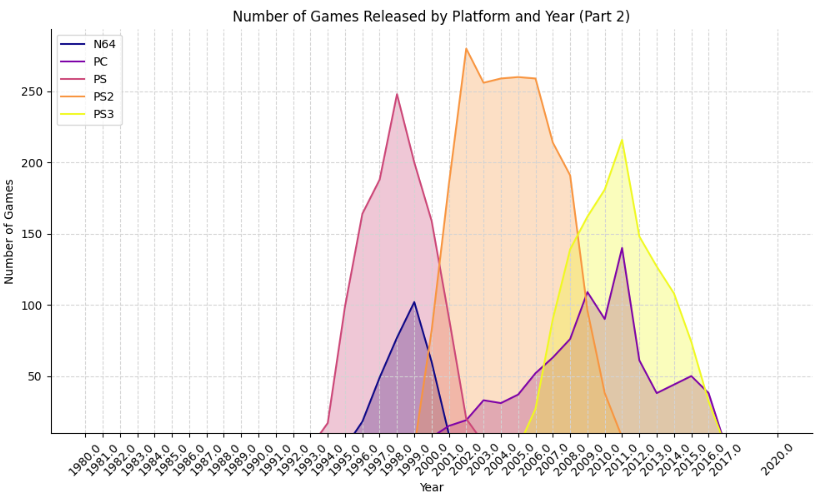 Number of Games Released by Platform and Year (Part 2)
N64
PC
PS
PS2
PS3
Number of Games
250
200
150
100
50
1980.0 1981.0 1982.0 1983.0 1984.0 1985.0 1986.0 1987.0 1988.0 1989.0 1990.0 1991.0 1992.0 1993.0 1994.0 1995.0 1996.0 1997.0 1998.0 1999.0 2000.0 2001.0 2002.0 2003.0 2004.0 2005.0 2006.0 2007.0 2008.0 2009.0 2010.0 2011.0 2012.0 2013.0 2014.0 2015.0 2016.0 2017.0 2020.0
Year